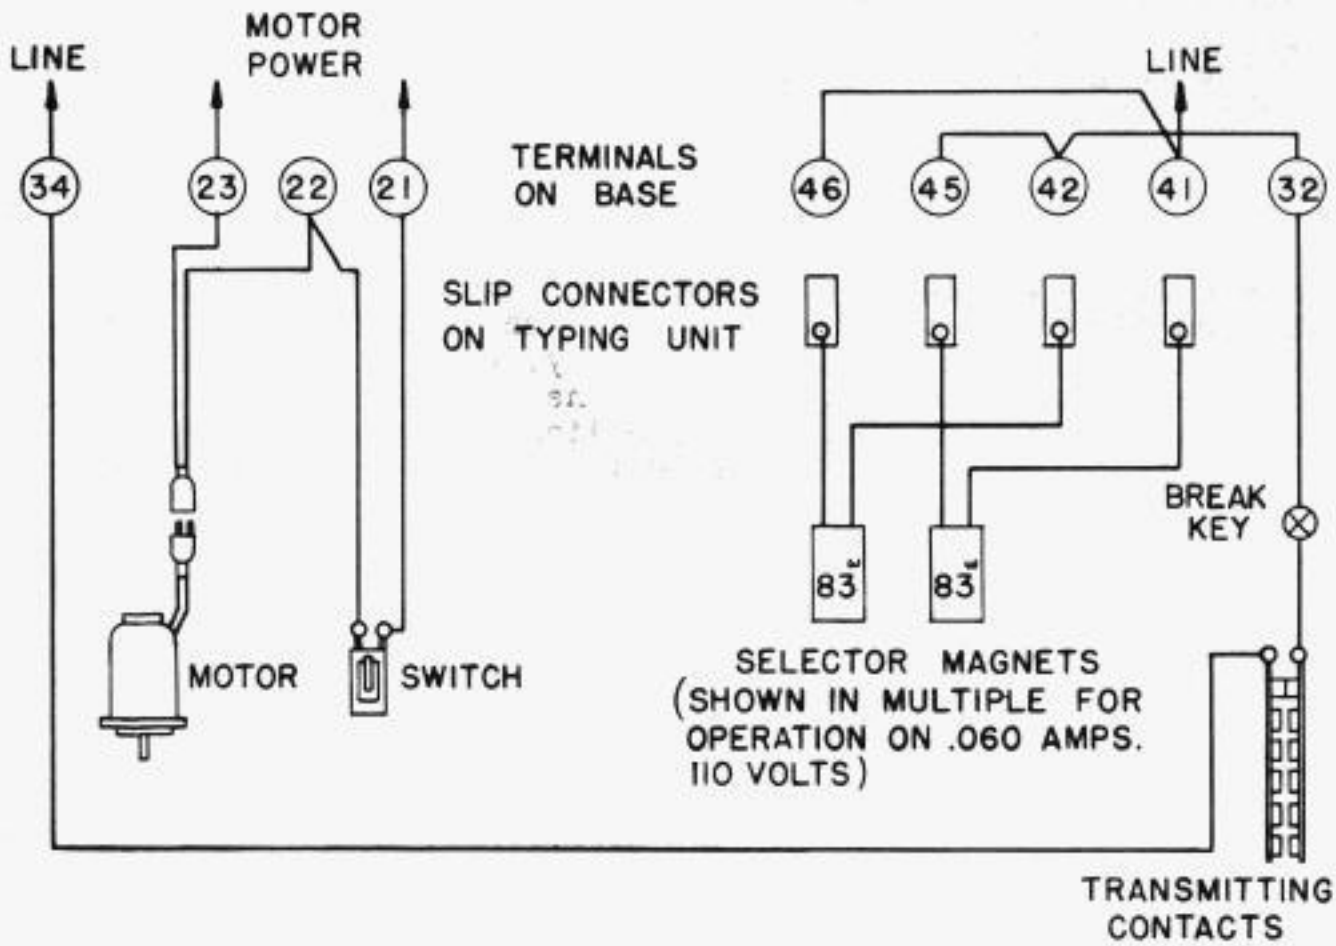 LINE
MOTOR
POWER
LINE
34
23
22
21
TERMINALS
ON BASE
46
45
42
41
32
SLIP CONNECTORS
ON TYPING UNIT
BREAK
KEY
83
83
MOTOR
SWITCH
SELECTOR MAGNETS
(SHOWN IN MULTIPLE FOR
OPERATION ON .060 AMPS.
110 VOLTS)
TRANSMITTING
CONTACTS